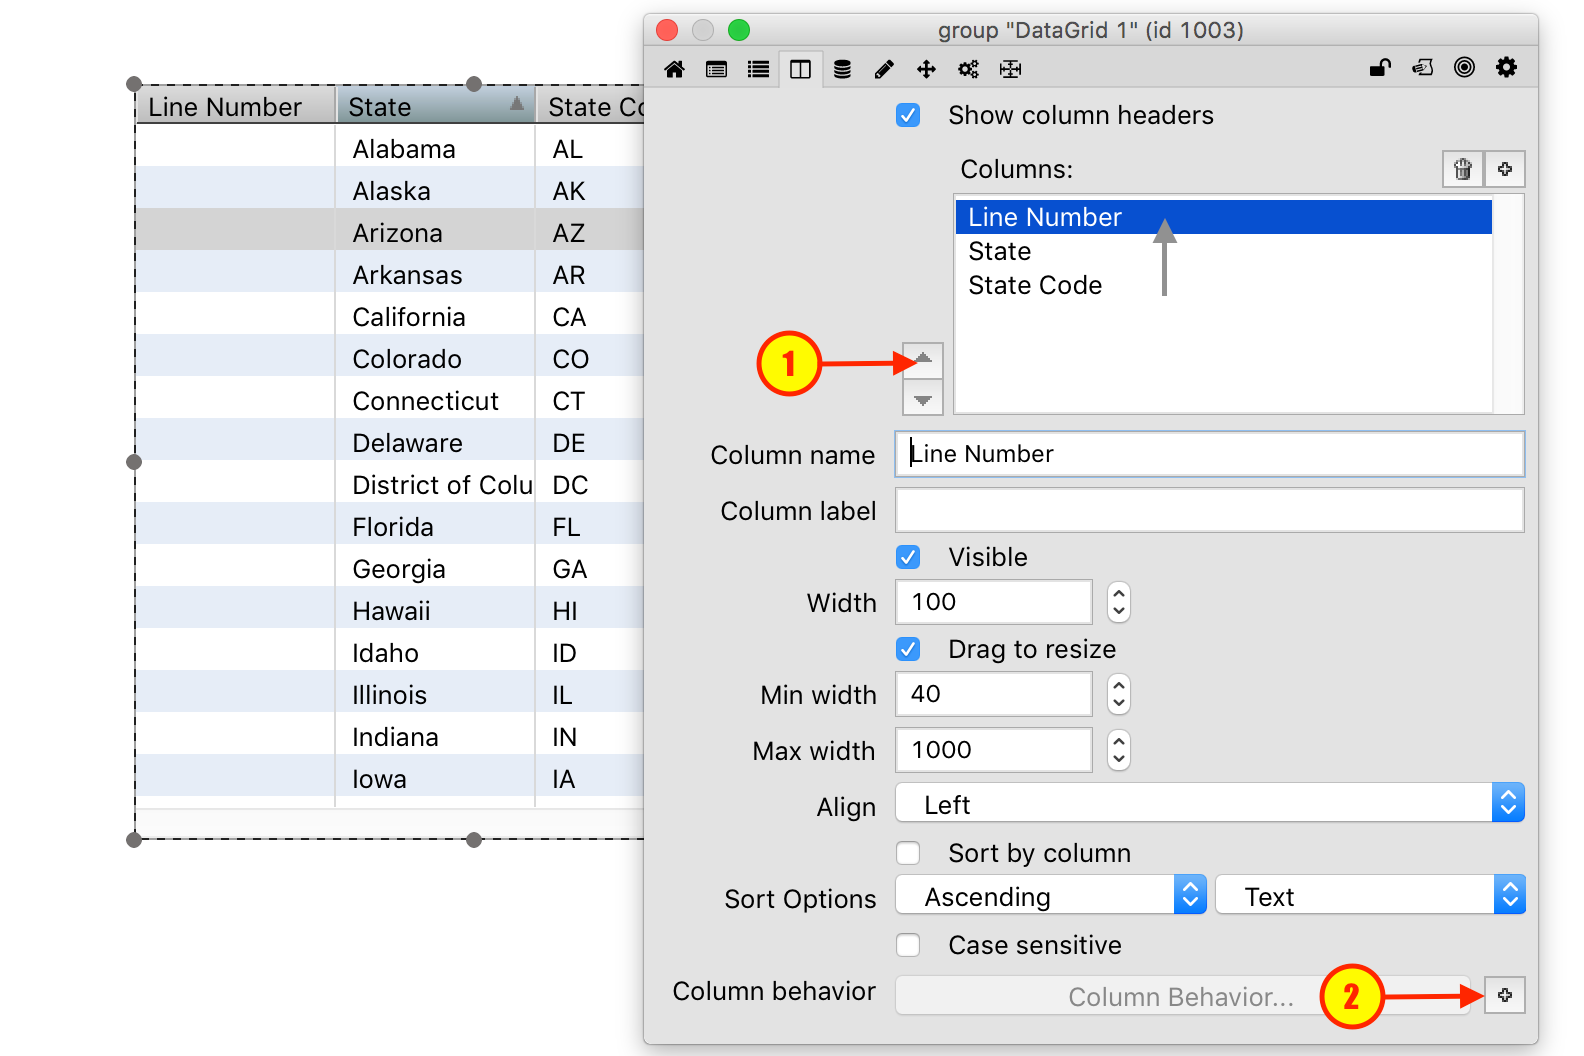 group "DataGrid 1" (id 1003)
Line Number State State Co
Alabama AL
Alaska AK
Arizona AZ
Arkansas AR
California CA
Colorado CO
Connecticut CT
Delaware DE
District of Colu DC
Florida FL
Georgia GA
Hawaii HI
Idaho ID
Illinois IL
Indiana IN
Iowa IA
Show column headers
Columns:
Line Number
State
State Code
1
Column name Line Number
Column label
Visible
Width 100
Drag to resize
Min width 40
Max width 1000
Align Left
Sort by column
Sort Options Ascending Text
Case sensitive
Column behavior Column Behavior... 2